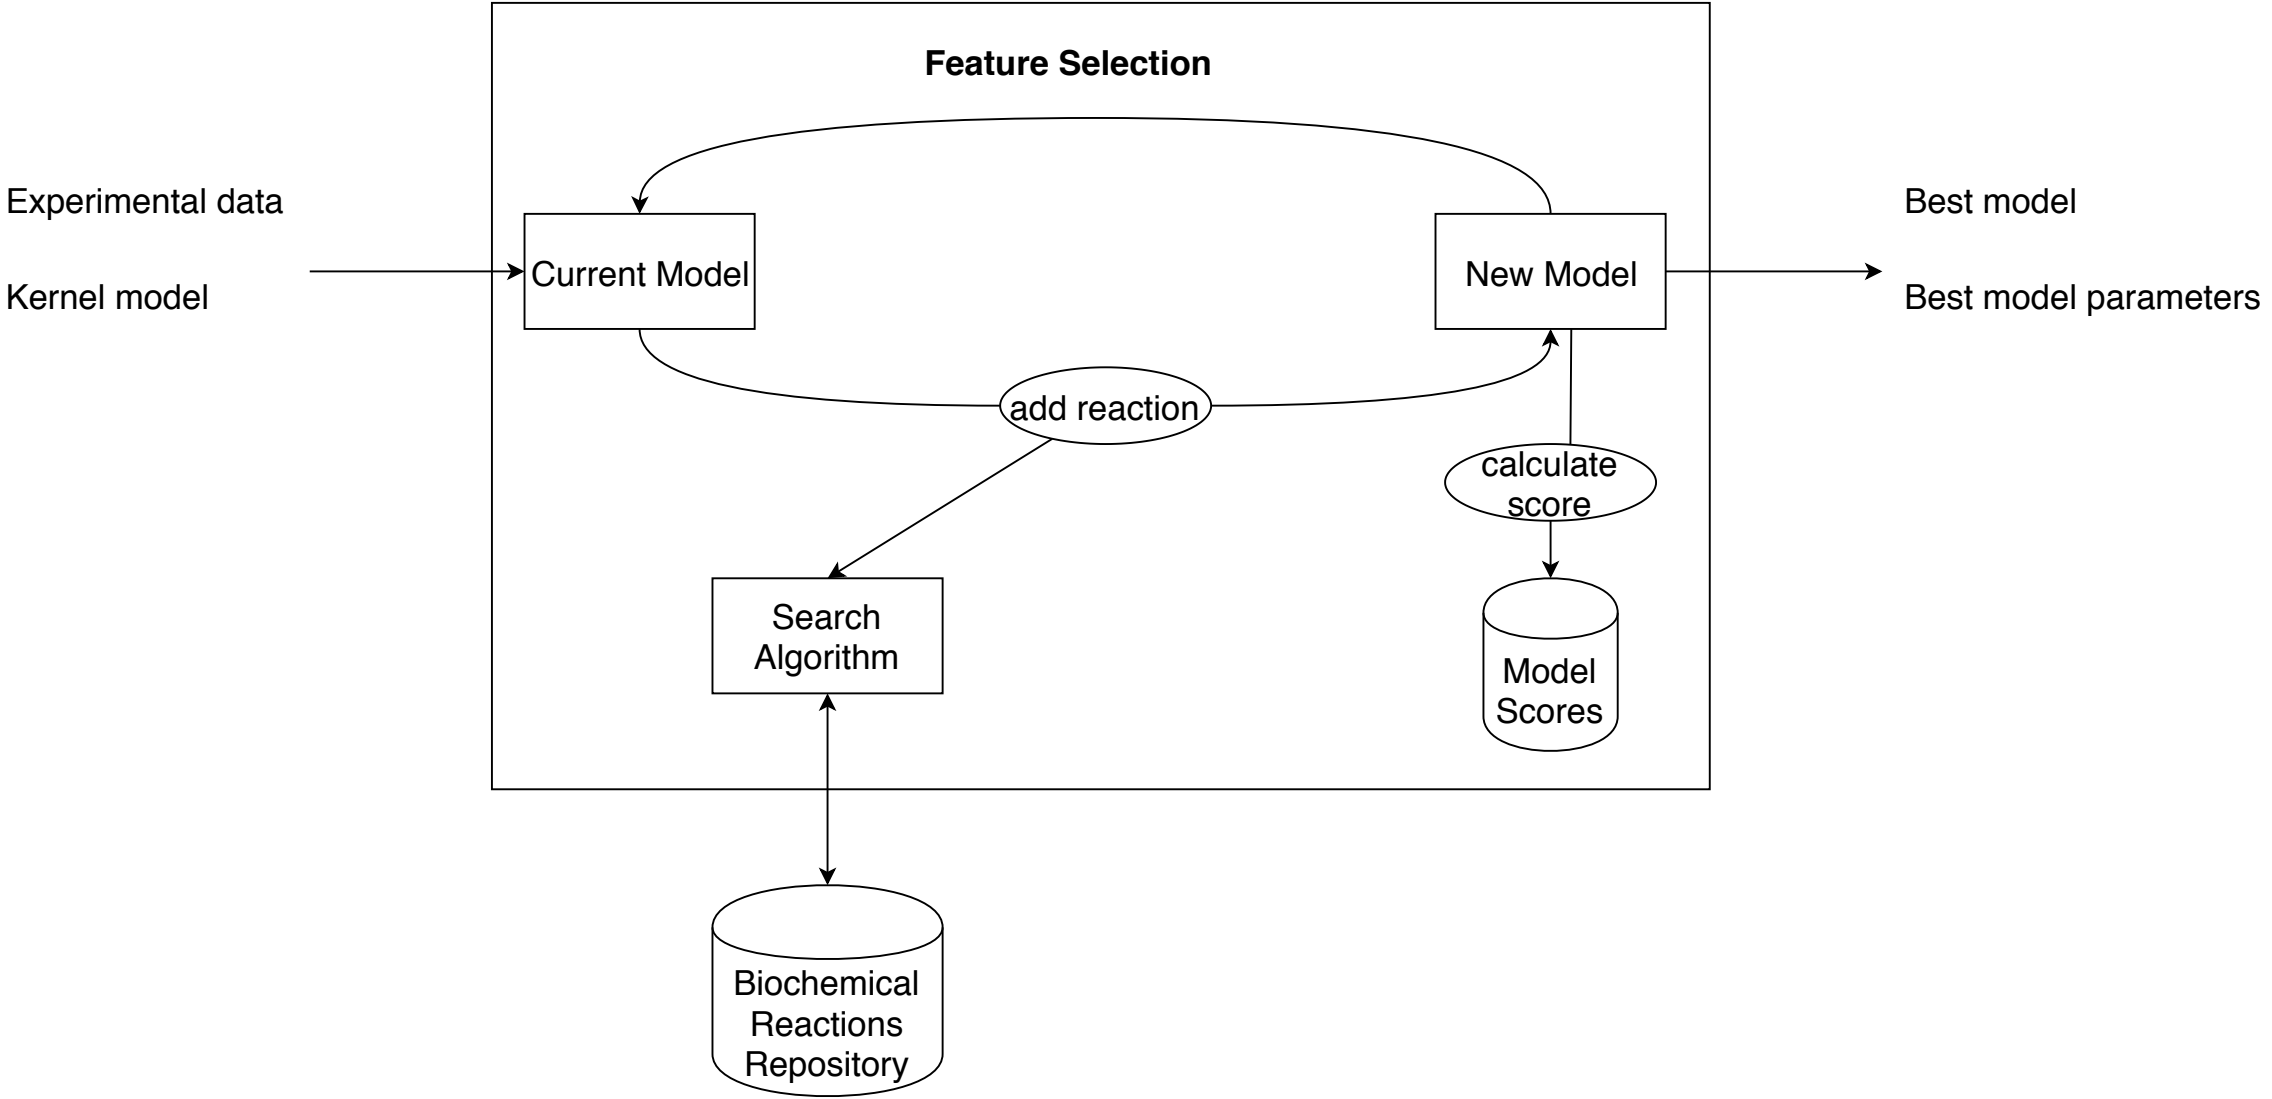 Feature Selection
Experimental data
Kernel model
Current Model
New Model
Best model
Best model parameters
add reaction
calculate
score
Search
Algorithm
Model
Scores
Biochemical
Reactions
Repository